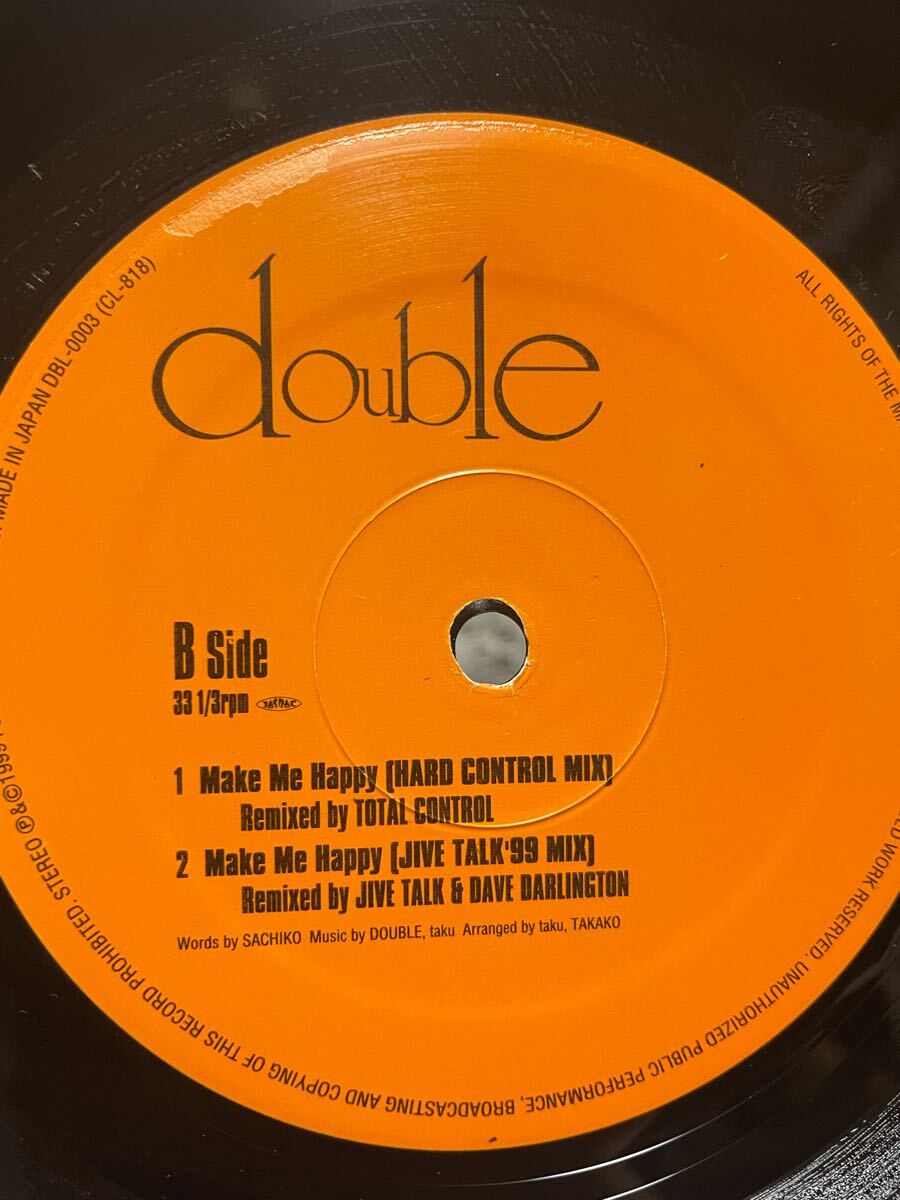 double
B Side
33 1/3rpm JASRAC
1 Make Me Happy (HARD CONTROL MIX)
Remixed by TOTAL CONTROL
2 Make Me Happy (JIVE TALK'99 MIX)
Remixed by JIVE TALK & DAVE DARLINGTON
Words by SACHIKO Music by DOUBLE, taku Arranged by taku, TAKAKO
MADE IN JAPAN DBL-0003 (CL-818)
ALL RIGHTS OF THE
WORK RESERVED. UNAUTHORIZED PUBLIC PERFORMANCE, BROADCASTING AND COPYING OF THIS RECORD PROHIBITED. STEREO ℗&©1999